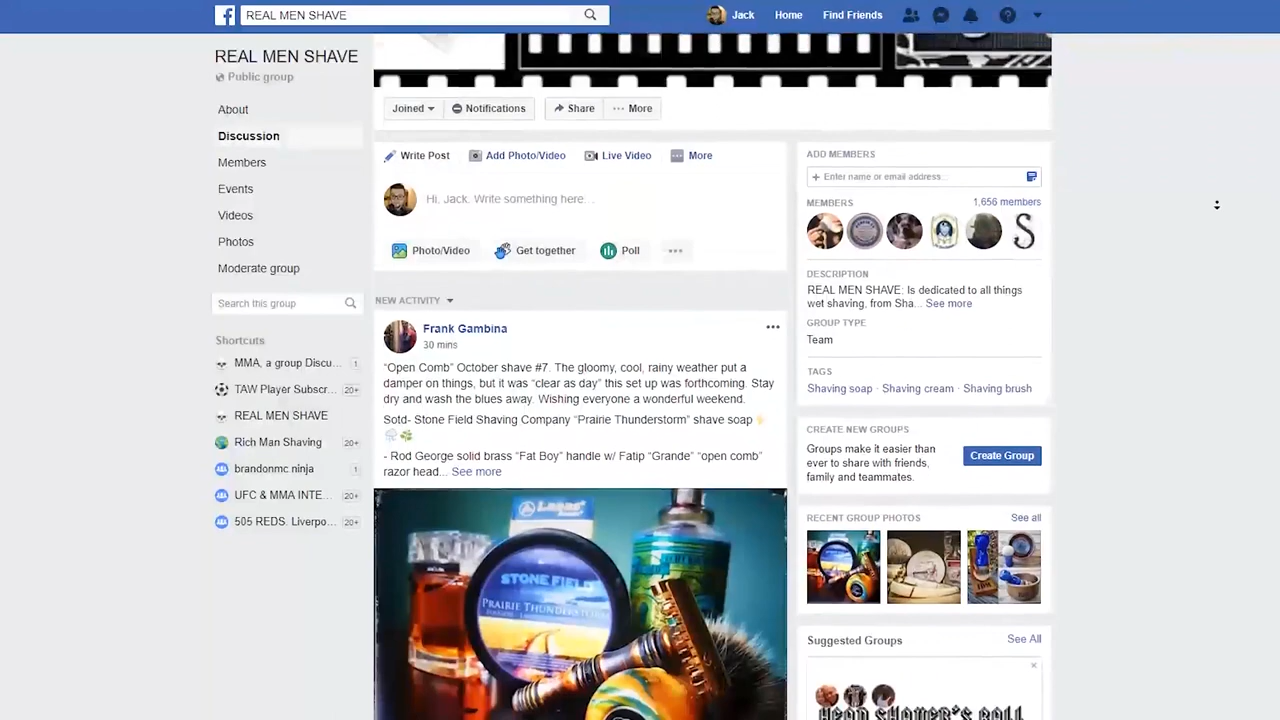 REAL MEN SHAVE
Jack
Home
Find Friends
REAL MEN SHAVE
Public group
About
Discussion
Members
Events
Videos
Photos
Moderate group
Search this group
Shortcuts
MMA, a group Discu... 1
TAW Player Subscr... 20+
REAL MEN SHAVE
Rich Man Shaving 20+
brandonmc.ninja 1
UFC & MMA INTE... 20+
505 REDS. Liverpo... 20+
Joined
Notifications
Share
More
Write Post
Add Photo/Video
Live Video
More
Hi, Jack. Write something here...
Photo/Video
Get together
Poll
NEW ACTIVITY
Frank Gambina
30 mins
“Open Comb” October shave #7. The gloomy, cool, rainy weather put a
damper on things, but it was “clear as day” this set up was forthcoming. Stay
dry and wash the blues away. Wishing everyone a wonderful weekend.
Sotd- Stone Field Shaving Company “Prairie Thunderstorm” shave soap
- Rod George solid brass “Fat Boy” handle w/ Fatip “Grande” “open comb”
razor head... See more
STONE FIELD
PRAIRIE THUNDERSTORM
ADD MEMBERS
+ Enter name or email address...
MEMBERS
1,656 members
DESCRIPTION
REAL MEN SHAVE: Is dedicated to all things
wet shaving, from Sha... See more
GROUP TYPE
Team
TAGS
Shaving soap · Shaving cream · Shaving brush
CREATE NEW GROUPS
Groups make it easier than
ever to share with friends,
family and teammates.
Create Group
RECENT GROUP PHOTOS
See all
Suggested Groups
See All
HEAD SHAVER'S BALL